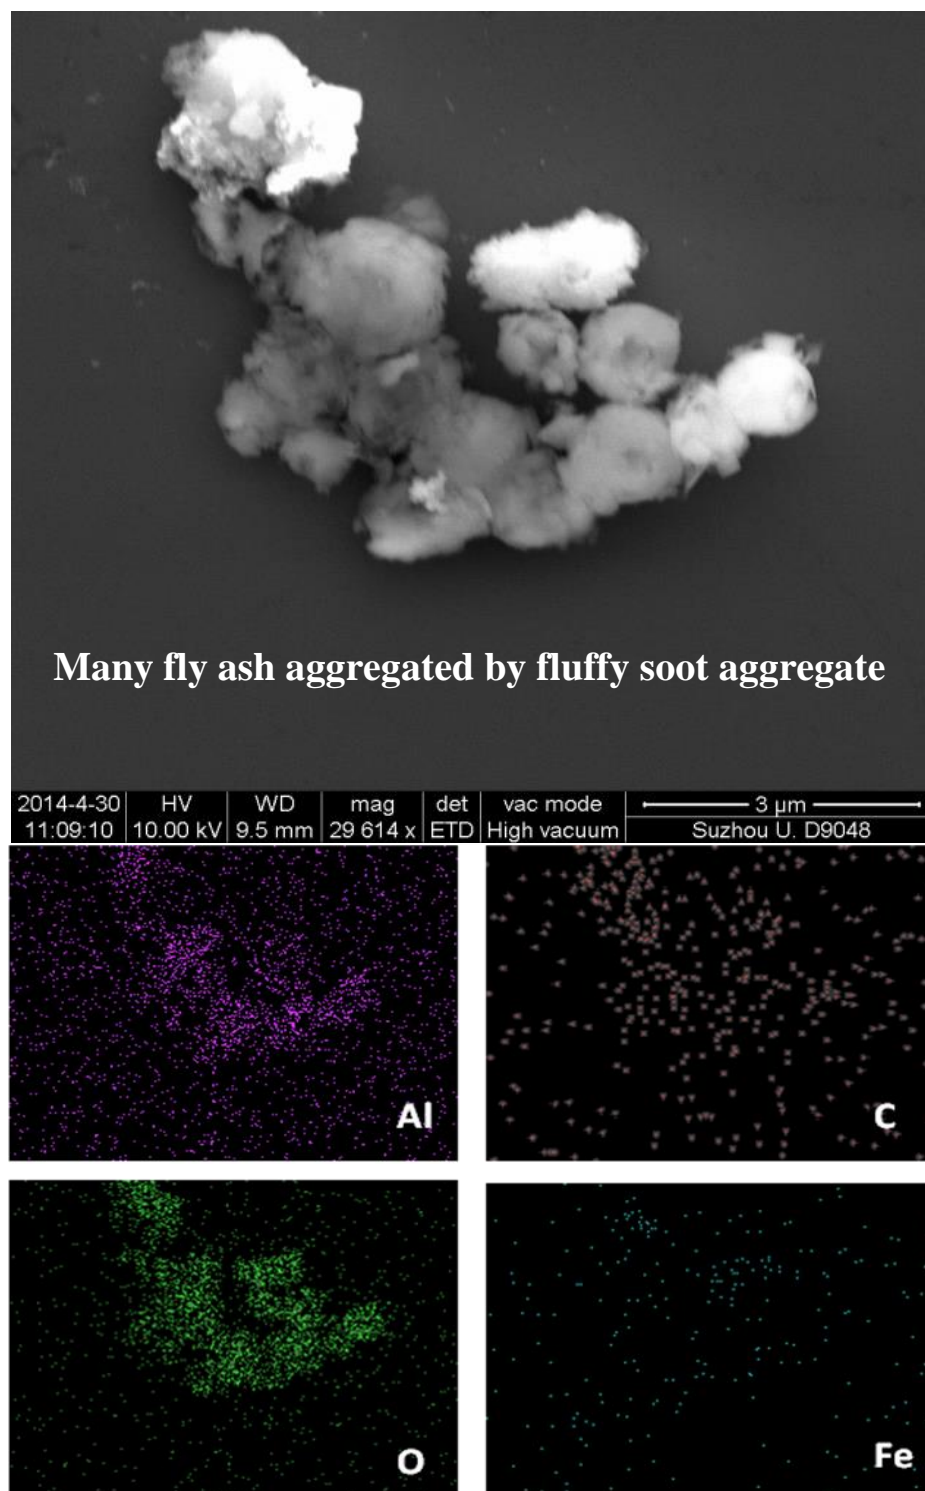 Many fly ash aggregated by fluffy soot aggregate
2014-4-30 HV WD mag det vac mode 3 µm
11:09:10 10.00 kV 9.5 mm 29 614 x ETD High vacuum Suzhou U. D9048
Al C
O Fe